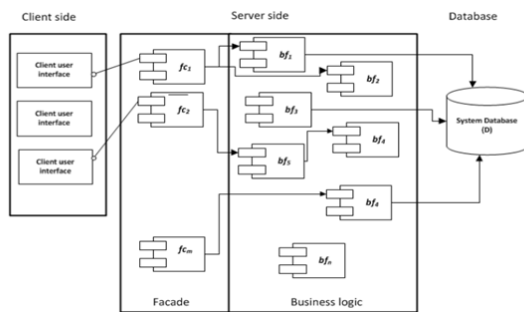 Client side
Server side
Database
Client user
interface
Client user
interface
Client user
interface
fc1
fc2
fcm
bf1
bf2
bf3
bf4
bf5
bf4
bfn
System Database
(D)
Facade
Business logic